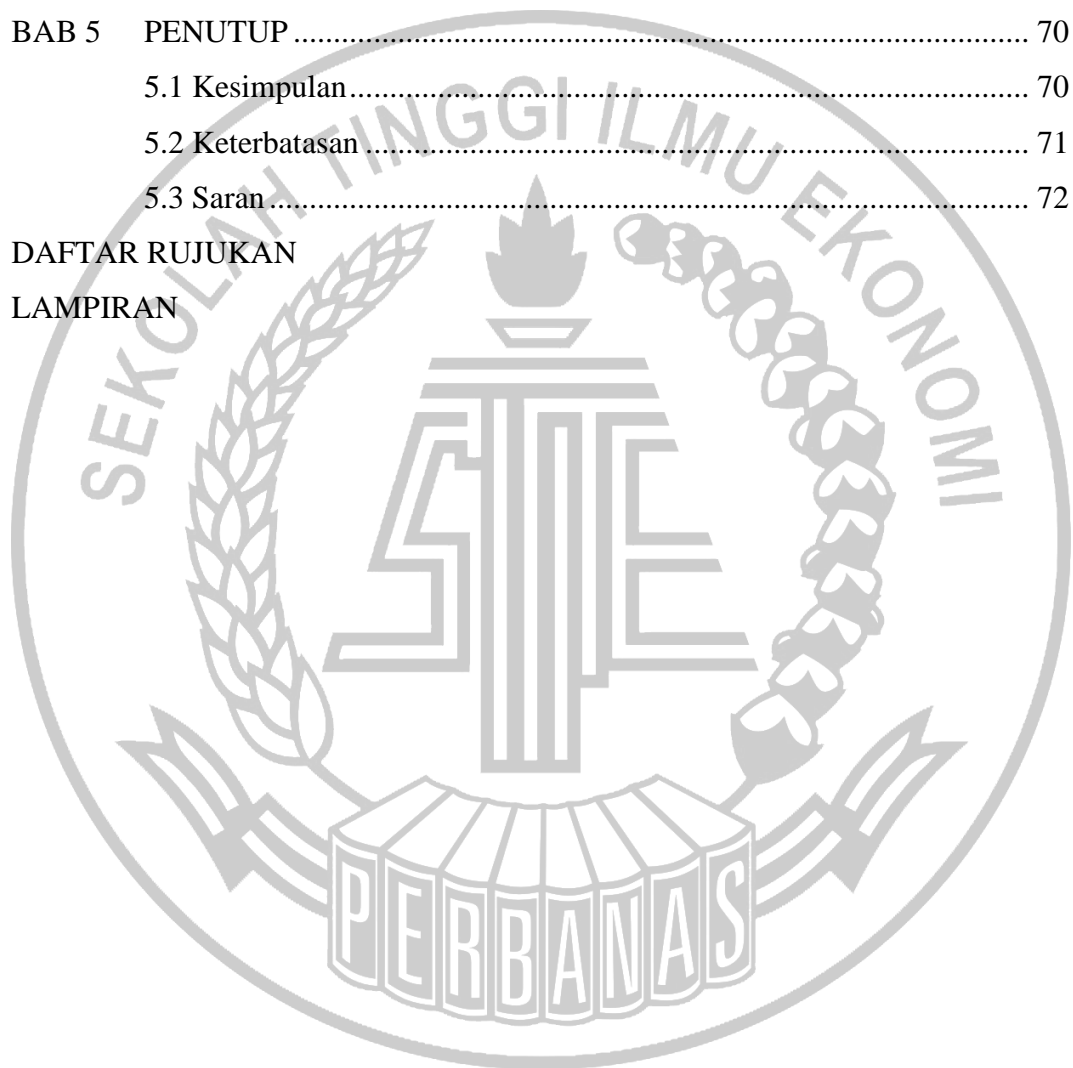 BAB 5 PENUTUP ........................................................................................... 70
5.1 Kesimpulan .................................................................................... 70
5.2 Keterbatasan .................................................................................. 71
5.3 Saran .............................................................................................. 72
DAFTAR RUJUKAN
LAMPIRAN
SEKOLAH TINGGI ILMU EKONOMI
STIE
PERBANAS